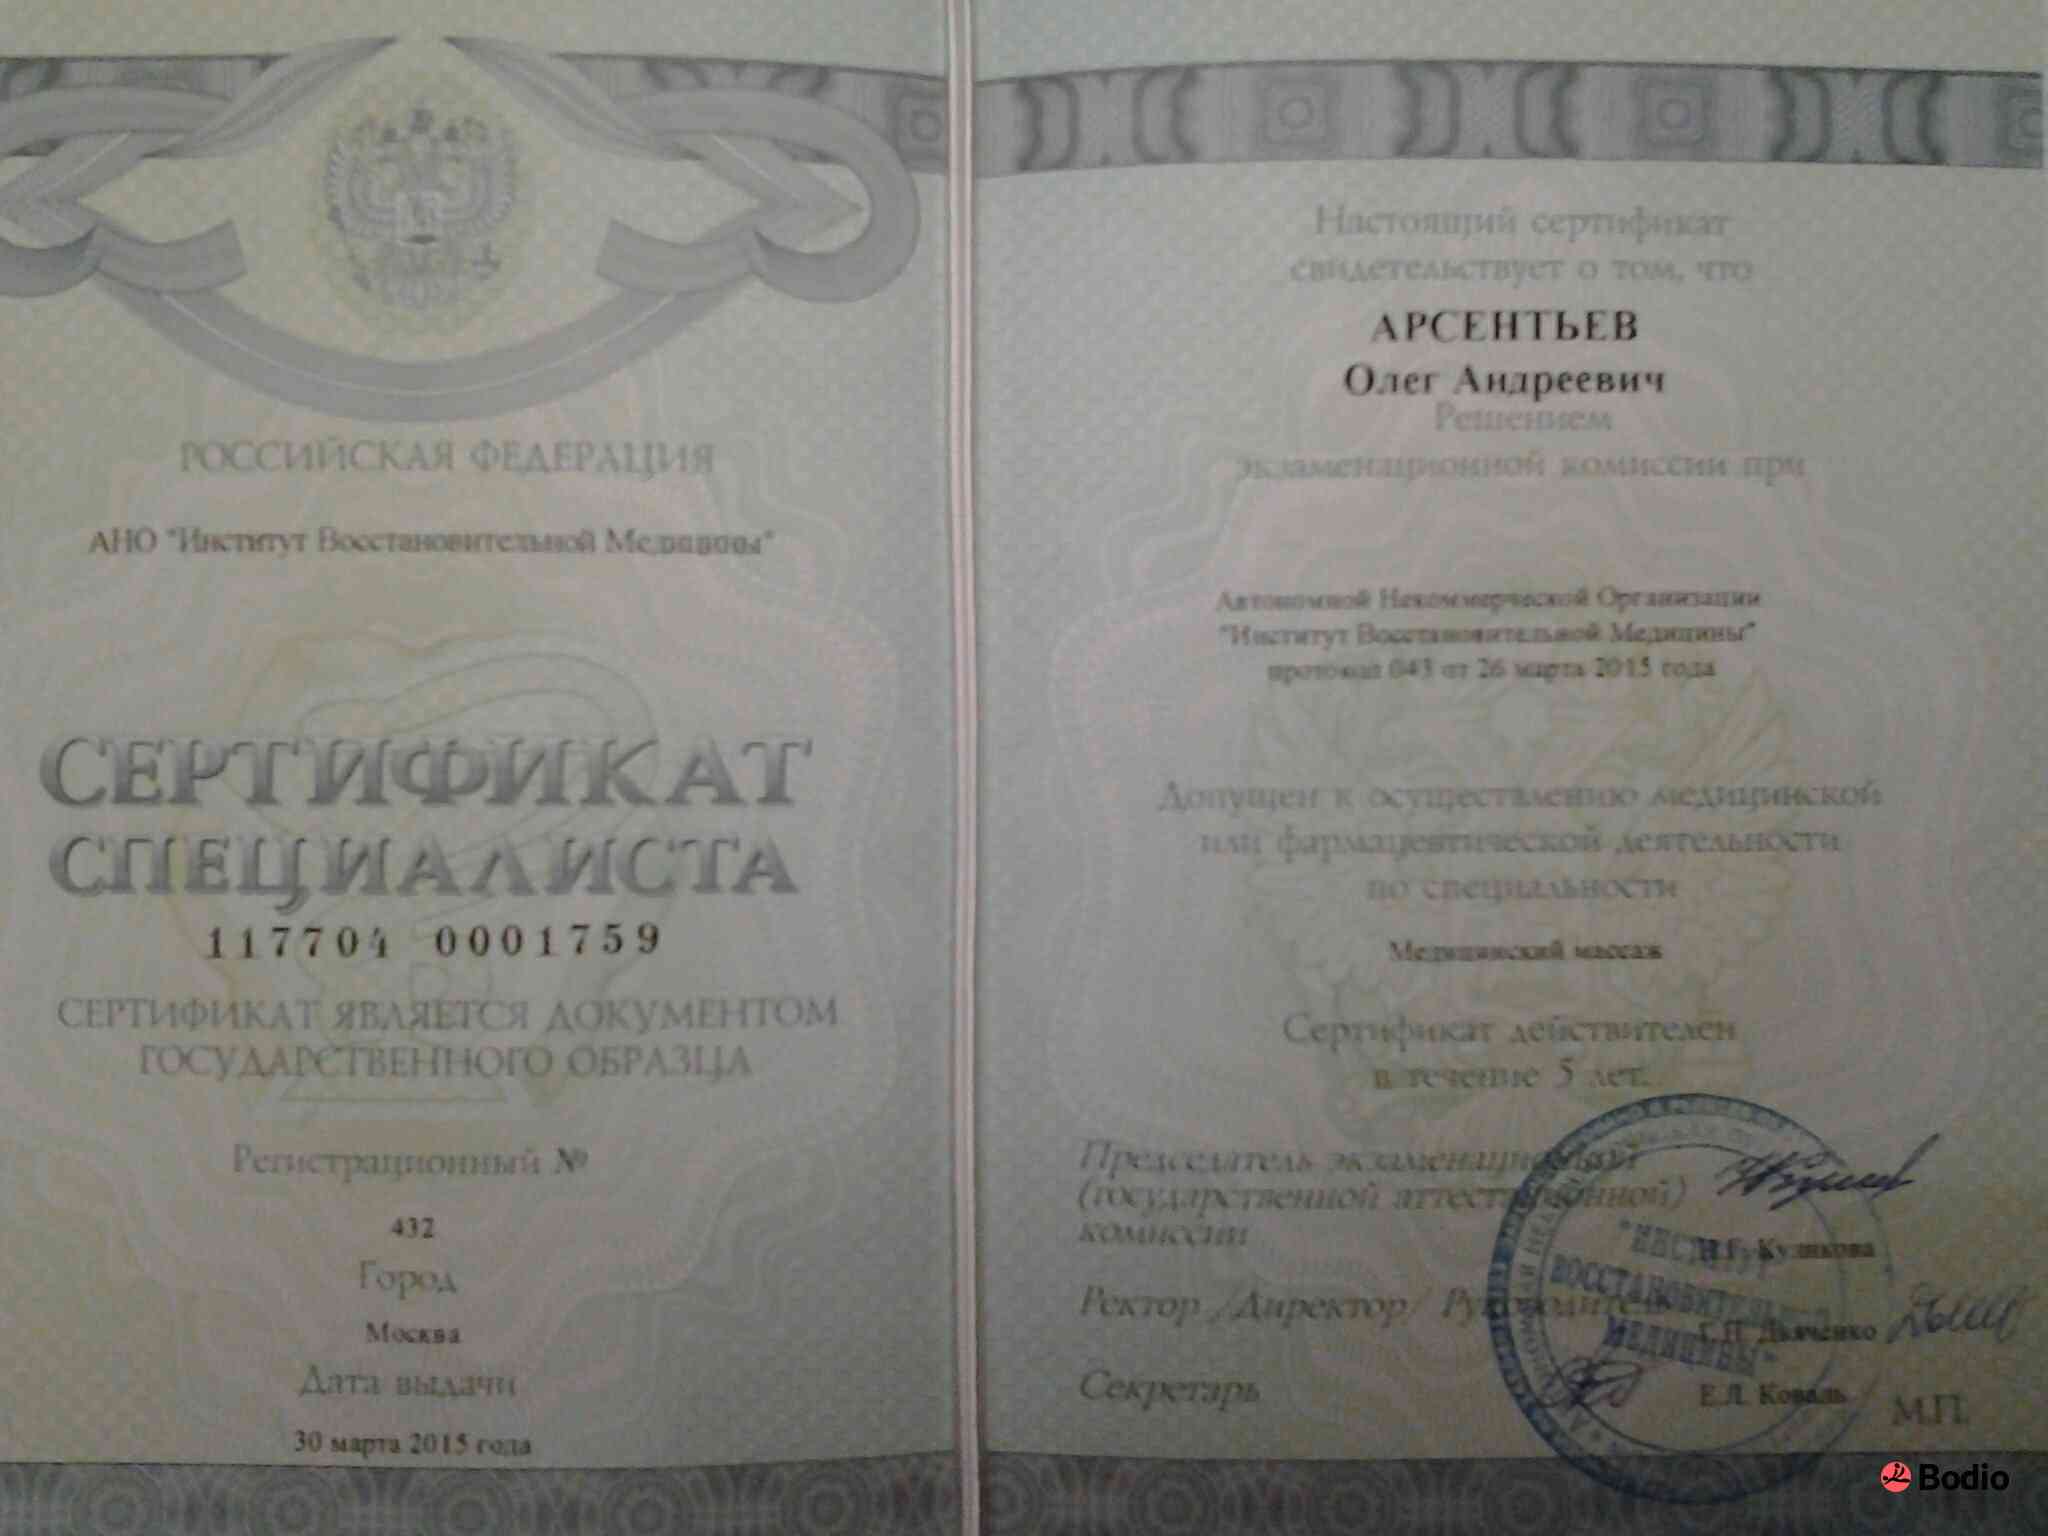 РОССИЙСКАЯ ФЕДЕРАЦИЯ
АНО "Институт Восстановительной Медицины"
СЕРТИФИКАТ
СПЕЦИАЛИСТА
117704 0001759
СЕРТИФИКАТ ЯВЛЯЕТСЯ ДОКУМЕНТОМ
ГОСУДАРСТВЕННОГО ОБРАЗЦА
Регистрационный №
432
Город
Москва
Дата выдачи
30 марта 2015 года
Настоящий сертификат
свидетельствует о том, что
АРСЕНТЬЕВ
Олег Андреевич
Решением
экзаменационной комиссии при
Автономной Некоммерческой Организации
"Институт Восстановительной Медицины"
протокол 043 от 26 марта 2015 года
Допущен к осуществлению медицинской
или фармацевтической деятельности
по специальности
Медицинский массаж
Сертификат действителен
в течение 5 лет.
Председатель экзаменационной
(государственной аттестационной)
комиссии
Куликова
Ректор /Директор/ Руководитель
Дьяченко
Секретарь
Е.Л. Коваль
М.П.
"ИНСТИТУТ
ВОССТАНОВИТЕЛЬНОЙ
МЕДИЦИНЫ"
Bodio